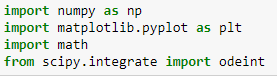 import numpy as np
import matplotlib.pyplot as plt
import math
from scipy.integrate import odeint